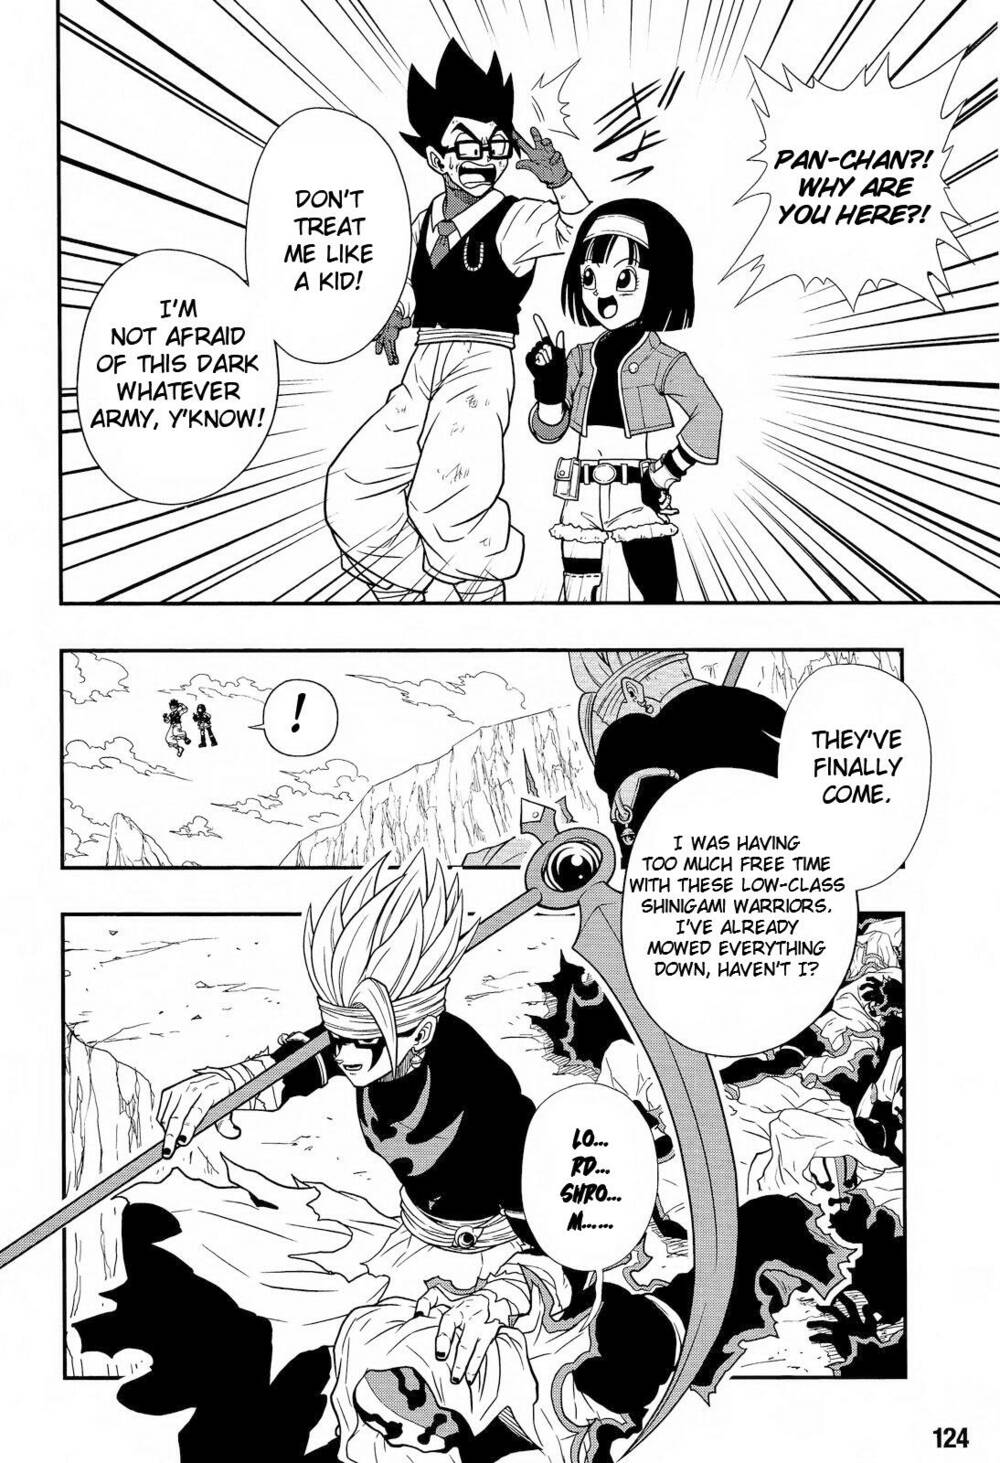 PAN-CHAN?!
WHY ARE
YOU HERE?!
DON'T
TREAT
ME LIKE
A KID!
I'M
NOT AFRAID
OF THIS DARK
WHATEVER
ARMY, Y'KNOW!
!
THEY'VE
FINALLY
COME.
I WAS HAVING
TOO MUCH FREE TIME
WITH THESE LOW-CLASS
SHINIGAMI WARRIORS.
I'VE ALREADY
MOWED EVERYTHING
DOWN, HAVEN'T I?
LO...
RD...
SHRO...
M......
124